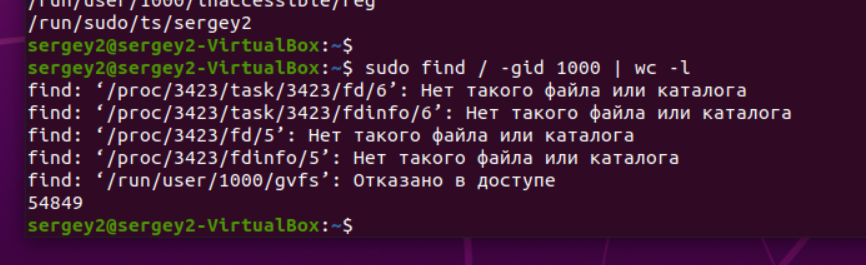 /run/user/1000/inaccessible/reg
/run/sudo/ts/sergey2
sergey2@sergey2-VirtualBox:~$
sergey2@sergey2-VirtualBox:~$ sudo find / -gid 1000 | wc -l
find: ‘/proc/3423/task/3423/fd/6’: Нет такого файла или каталога
find: ‘/proc/3423/task/3423/fdinfo/6’: Нет такого файла или каталога
find: ‘/proc/3423/fd/5’: Нет такого файла или каталога
find: ‘/proc/3423/fdinfo/5’: Нет такого файла или каталога
find: ‘/run/user/1000/gvfs’: Отказано в доступе
54849
sergey2@sergey2-VirtualBox:~$